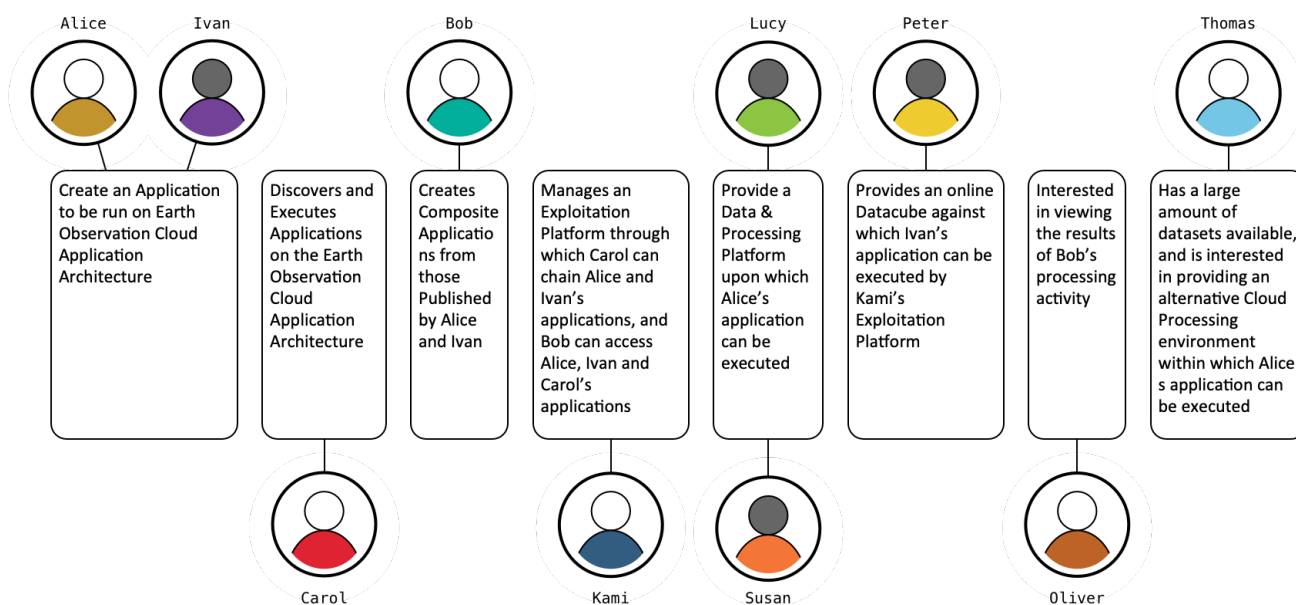 Alice
Ivan
Bob
Lucy
Peter
Thomas
Create an Application
to be run on Earth
Observation Cloud
Application
Architecture
Discovers and
Executes
Applications
on the Earth
Observation
Cloud
Application
Architecture
Creates
Composite
Applicatio
ns from
those
Published
by Alice
and Ivan
Manages an
Exploitation
Platform through
which Carol can
chain Alice and
Ivan’s
applications, and
Bob can access
Alice, Ivan and
Carol’s
applications
Provide a
Data &
Processing
Platform
upon which
Alice’s
application
can be
executed
Provides an online
Datacube against
which Ivan’s
application can be
executed by
Kami’s
Exploitation
Platform
Interested
in viewing
the results
of Bob’s
processing
activity
Has a large
amount of
datasets available,
and is interested
in providing an
alternative Cloud
Processing
environment
within which Alice
s application can
be executed
Carol
Kami
Susan
Oliver